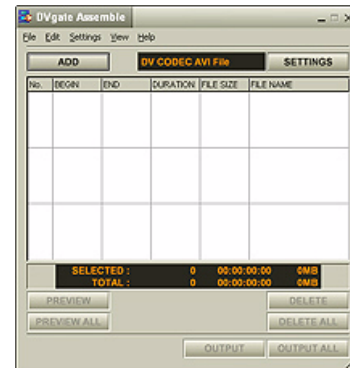 DVgate Assemble
File Edit Settings View Help
ADD DV CODEC AVI File SETTINGS
No. BEGIN END DURATION FILE SIZE FILE NAME
SELECTED : 0 00:00:00:00 0MB
TOTAL : 0 00:00:00:00 0MB
PREVIEW DELETE
PREVIEW ALL DELETE ALL
OUTPUT OUTPUT ALL